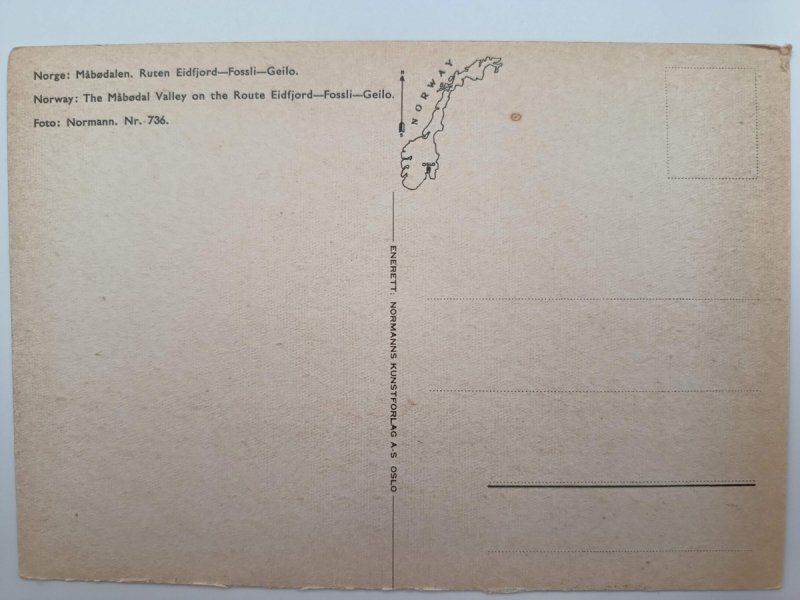 Norge: Måbødalen. Ruten Eidfjord—Fossli—Geilo.
Norway: The Måbødal Valley on the Route Eidfjord—Fossli—Geilo.
Foto: Normann. Nr. 736.
NORWAY
OSLO
ENERETT: NORMANNS KUNSTFORLAG A-S OSLO